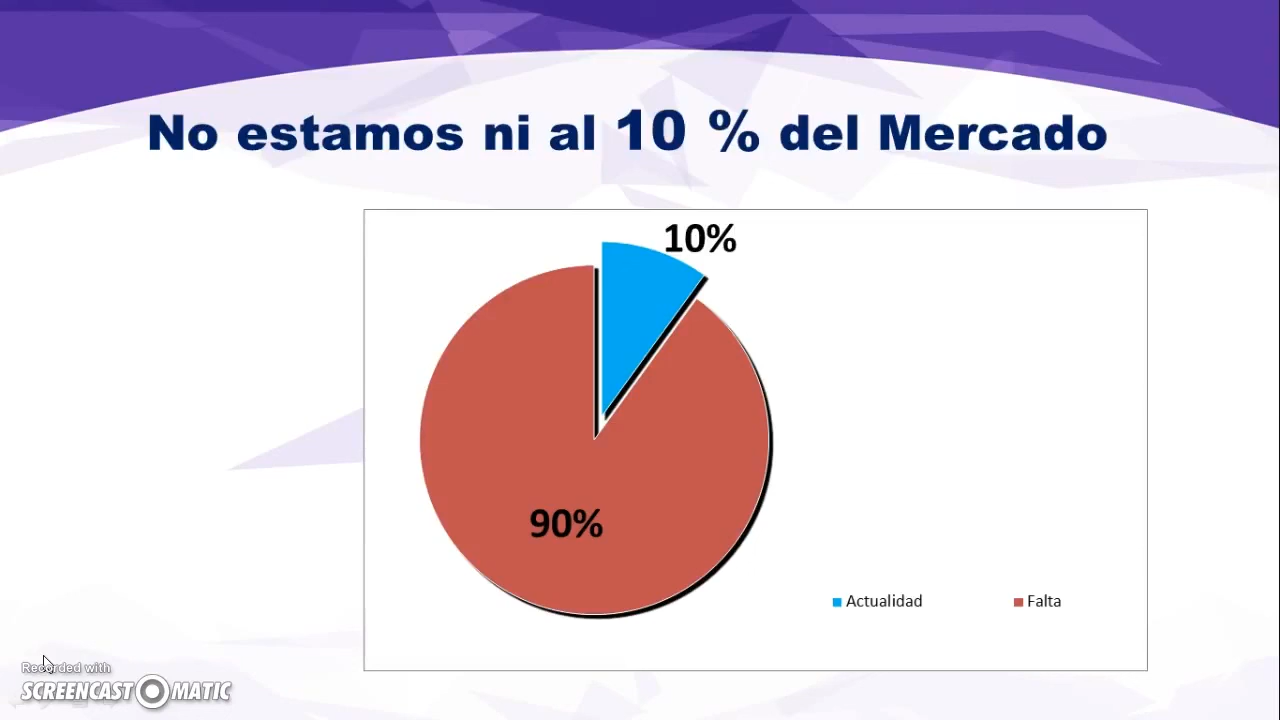 No estamos ni al 10 % del Mercado
10%
90%
Actualidad Falta
Recorded with
SCREENCAST MATIC